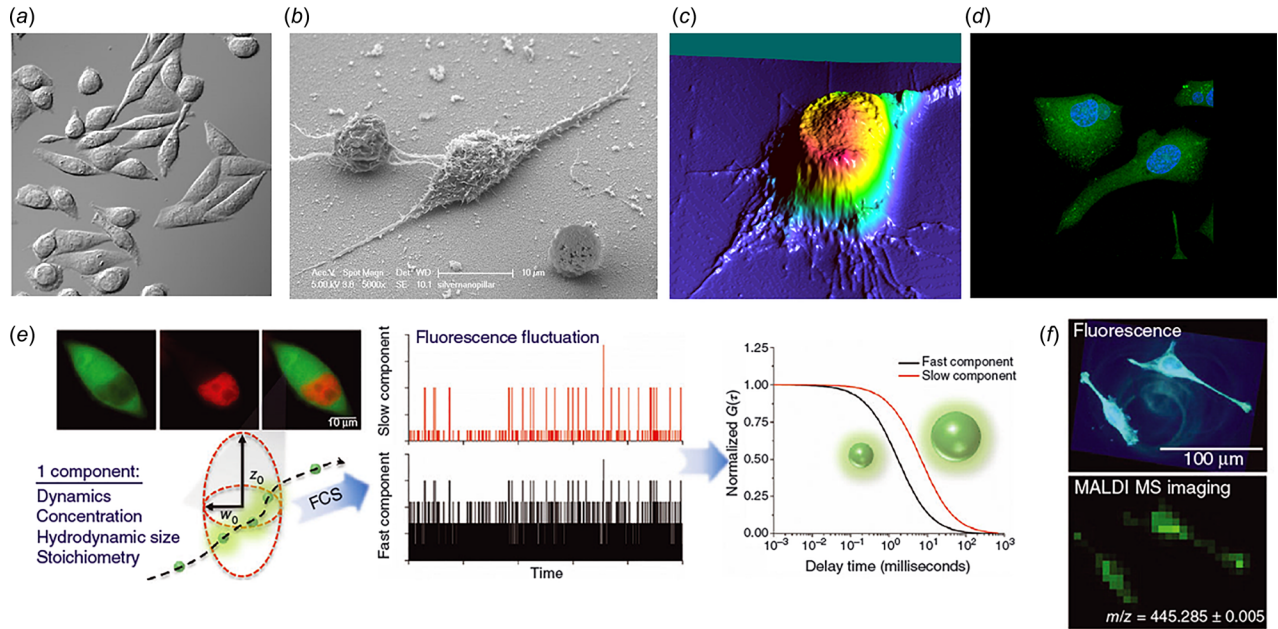 (a)
(b)
(c)
(d)
Acc.V Spot Magn Det WD 10 μm
5.00 kV 3.0 5000x SE 10.1 silvernanopillar
(e)
10 μm
1 component:
Dynamics
Concentration
Hydrodynamic size
Stoichiometry
z0
w0
FCS
Fluorescence fluctuation
Slow component
Fast component
Time
Normalized G(τ)
1.25
1.00
0.75
0.50
0.25
0.00
Fast component
Slow component
10−3 10−2 10−1 100 101 102 103
Delay time (milliseconds)
(f)
Fluorescence
100 μm
MALDI MS imaging
m/z = 445.285 ± 0.005